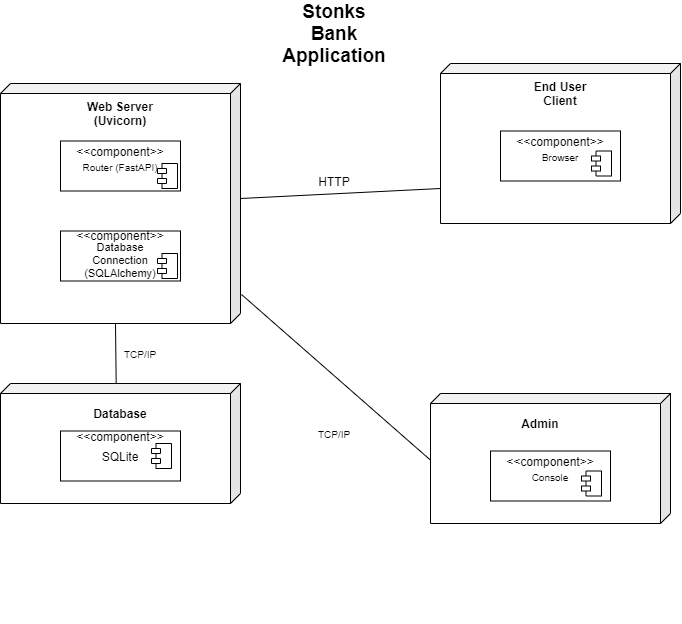 Stonks
Bank
Application
Web Server
(Uvicorn)
<<component>>
Router (FastAPI)
<<component>>
Database
Connection
(SQLAlchemy)
End User
Client
<<component>>
Browser
HTTP
TCP/IP
TCP/IP
Database
<<component>>
SQLite
Admin
<<component>>
Console